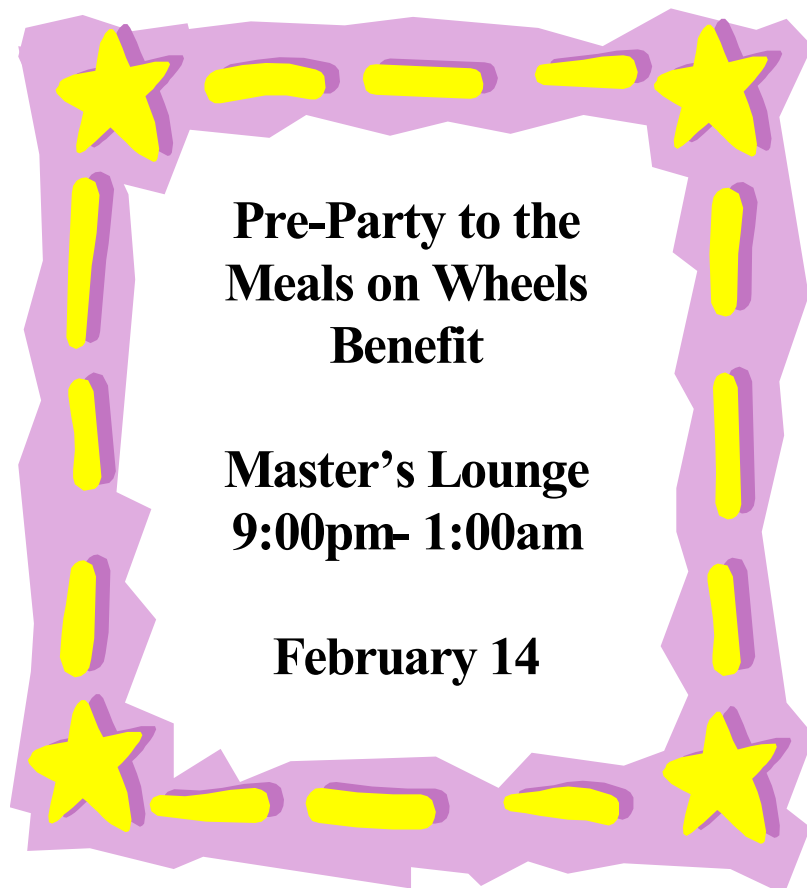 Pre-Party to the
Meals on Wheels
Benefit
Master’s Lounge
9:00pm- 1:00am
February 14